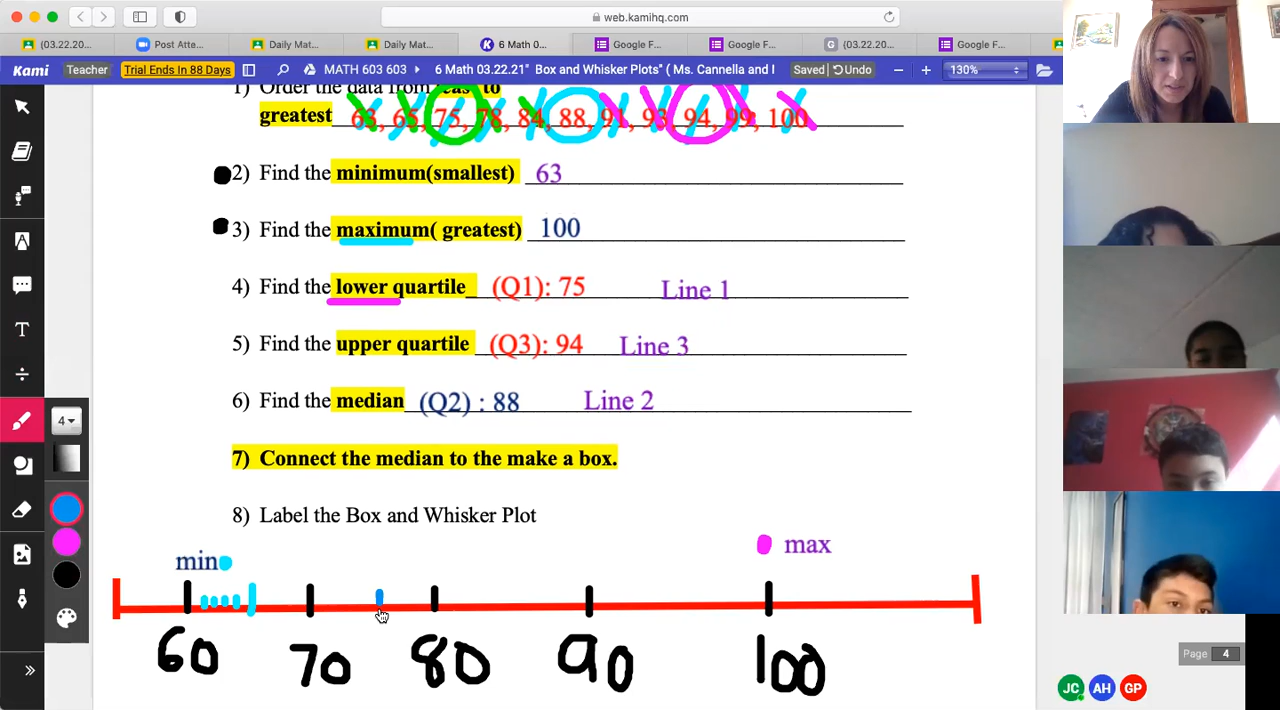 web.kamihq.com
(03.22.20...
Post Atte...
Daily Mat...
Daily Mat...
6 Math 0...
Google F...
Google F...
(03.22.20...
Google F...
Kami
Teacher
Trial Ends In 88 Days
MATH 603 603
6 Math 03.22.21" Box and Whisker Plots" ( Ms. Cannella and
Saved
Undo
130%
1) Order the data from least to
greatest 63, 65, 75, 78, 84, 88, 91, 93, 94, 99, 100
2) Find the minimum(smallest) 63
3) Find the maximum( greatest) 100
4) Find the lower quartile (Q1): 75 Line 1
5) Find the upper quartile (Q3): 94 Line 3
6) Find the median (Q2) : 88 Line 2
7) Connect the median to the make a box.
8) Label the Box and Whisker Plot
min max
60 70 80 90 100
4
Page 4
JC AH GP